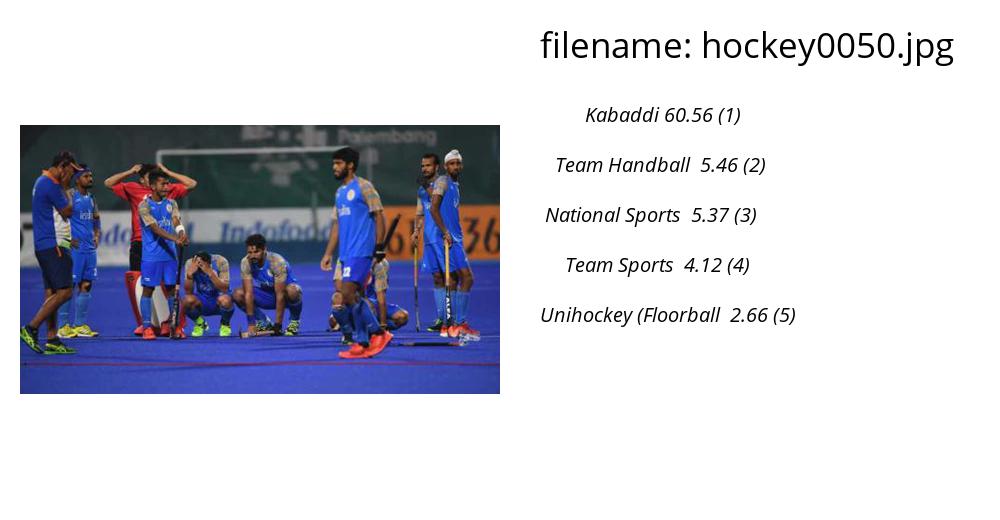 filename: hockey0050.jpg
Kabaddi 60.56 (1)
Palembang
Team Handball 5.46 (2)
National Sports 5.37 (3)
Indofood
Team Sports 4.12 (4)
22
Unihockey (Floorball 2.66 (5)